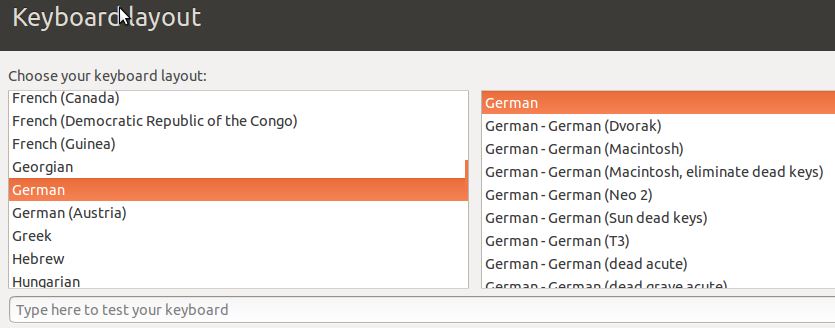 Keyboard layout
Choose your keyboard layout:
French (Canada)
French (Democratic Republic of the Congo)
French (Guinea)
Georgian
German
German (Austria)
Greek
Hebrew
Hungarian
German
German - German (Dvorak)
German - German (Macintosh)
German - German (Macintosh, eliminate dead keys)
German - German (Neo 2)
German - German (Sun dead keys)
German - German (T3)
German - German (dead acute)
German - German (dead grave acute)
Type here to test your keyboard